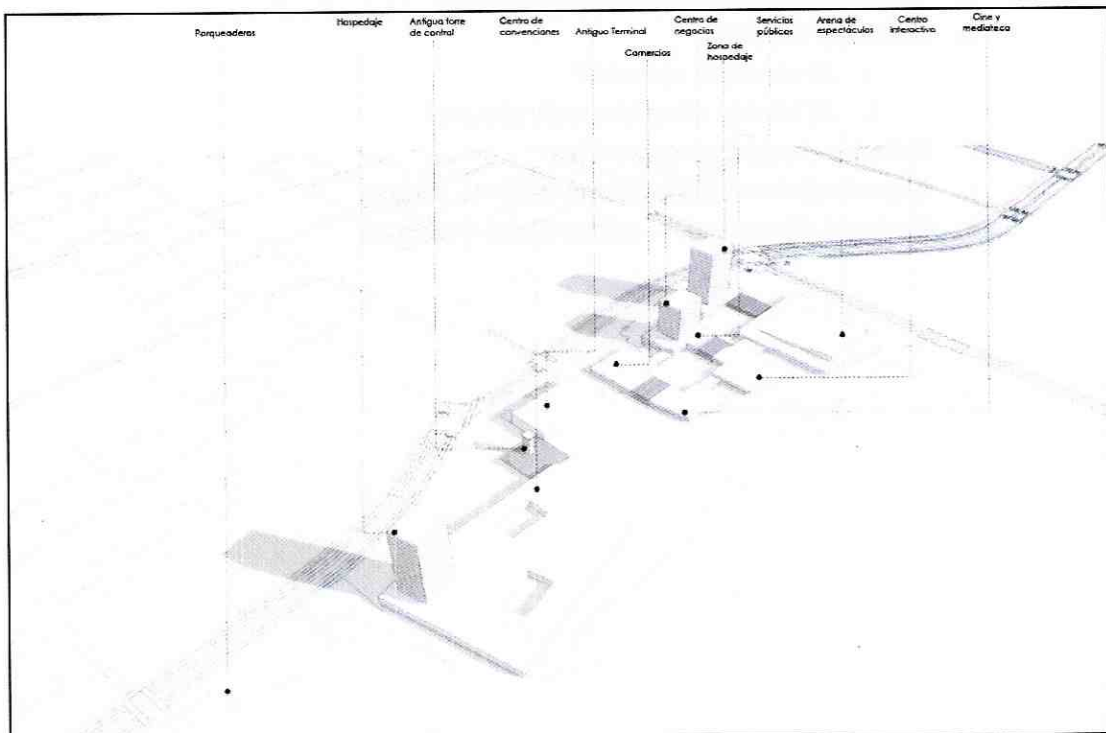 Parqueaderos
Hospedaje
Antigua torre
de control
Centro de
convenciones
Antigua Terminal
Comercios
Centro de
negocios
Zona de
hospedaje
Servicios
públicos
Arena de
espectáculos
Centro
interactivo
Cine y
mediateca